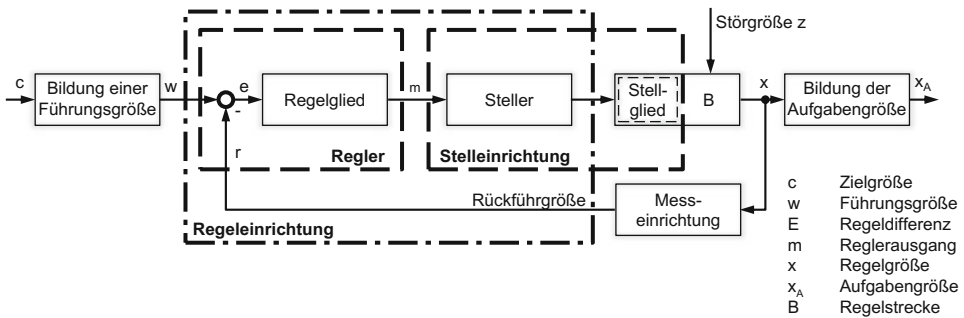 Störgröße z
c
Bildung einer
Führungsgröße
w
e
-
Regelglied
m
Steller
Stell-
glied
B
x
Bildung der
Aufgabengröße
x_A
r
Regler
Stelleinrichtung
Rückführgröße
Mess-
einrichtung
Regeleinrichtung
c Zielgröße
w Führungsgröße
E Regeldifferenz
m Reglerausgang
x Regelgröße
x_A Aufgabengröße
B Regelstrecke